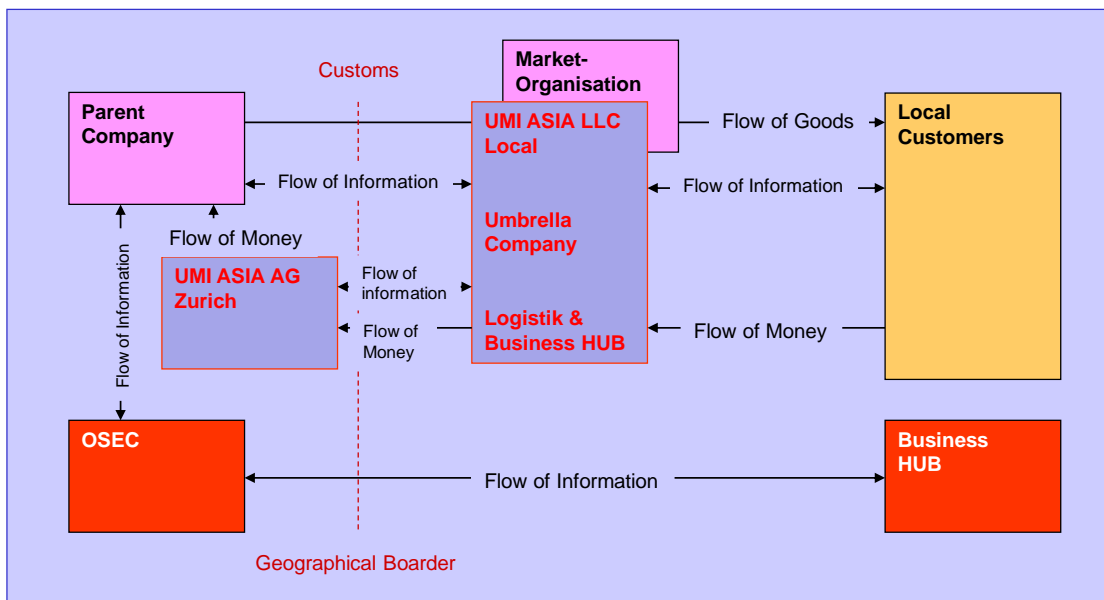 Customs
Market-
Organisation
Parent
Company
UMI ASIA LLC
Local
Flow of Goods
Local
Customers
Flow of Information
Flow of Information
Umbrella
Company
Flow of Money
UMI ASIA AG
Zurich
Flow of
information
Flow of Information
Logistik &
Business HUB
Flow of
Money
Flow of Money
OSEC
Business
HUB
Flow of Information
Geographical Boarder